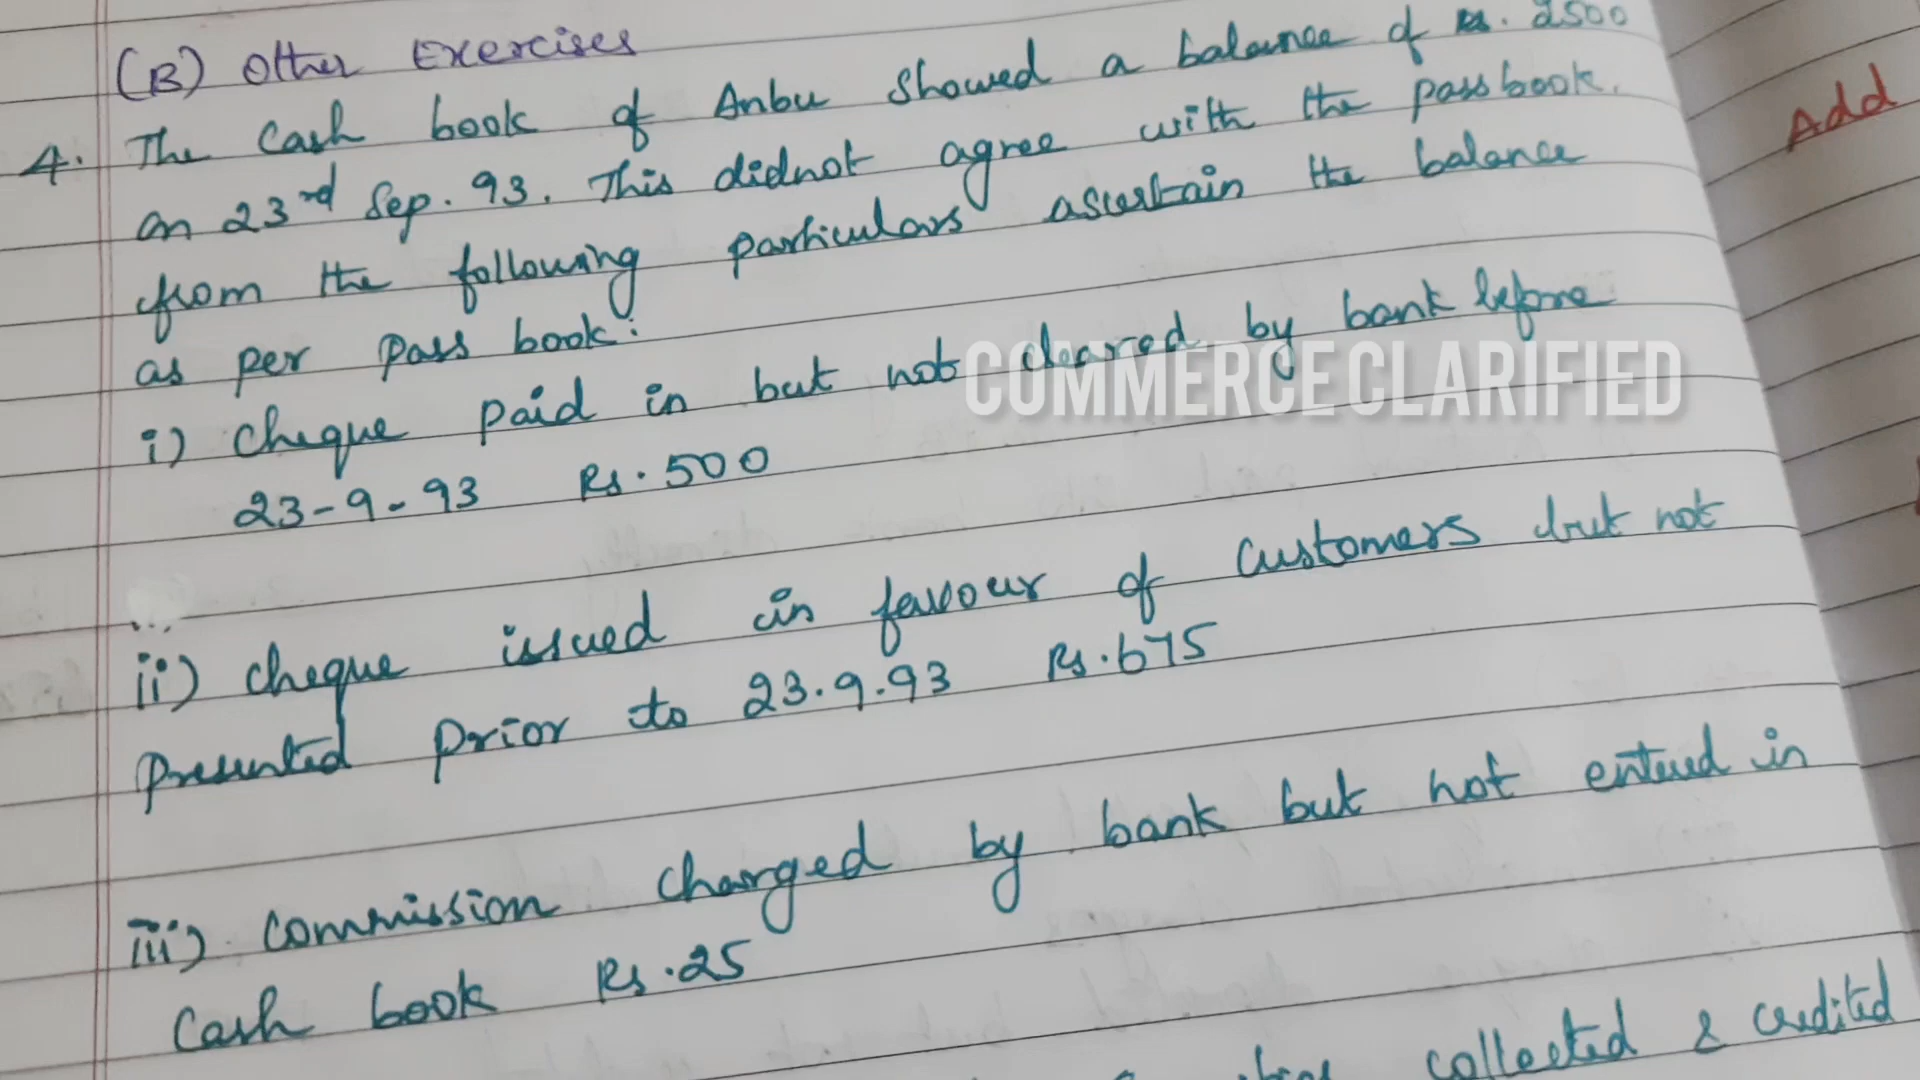 (B) Other Exercises
4. The Cash book of Anbu showed a balance of Rs. 2500
on 23rd Sep. 93. This didnot agree with the passbook.
from the following particulars ascertain the balance
as per pass book:
i) Cheque paid in but not cleared by bank before
23-9-93 Rs.500
ii) cheque issued in favour of customers but not
presented prior to 23.9.93 Rs.675
iii) commission charged by bank but not entered in
Cash book Rs.25
collected & credited
Add
COMMERCE CLARIFIED